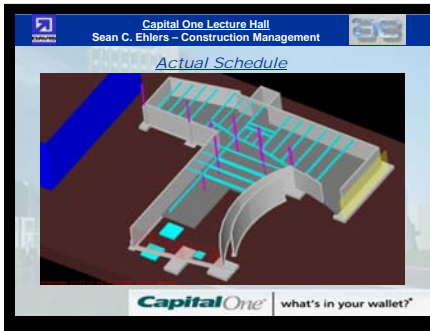 Capital One Lecture Hall
Sean C. Ehlers – Construction Management
Actual Schedule
CapitalOne® what's in your wallet?"